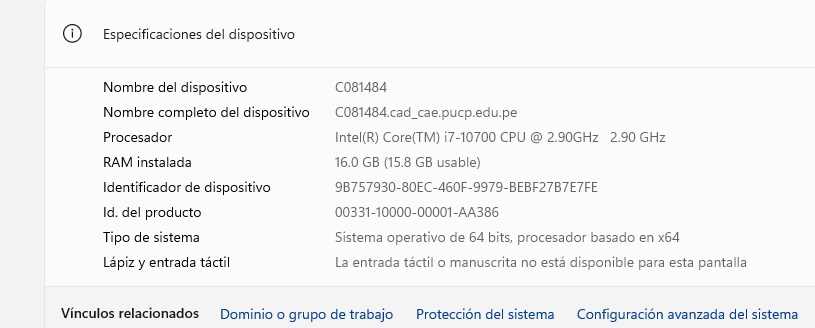 Especificaciones del dispositivo
Nombre del dispositivo C081484
Nombre completo del dispositivo C081484.cad_cae.pucp.edu.pe
Procesador Intel(R) Core(TM) i7-10700 CPU @ 2.90GHz 2.90 GHz
RAM instalada 16.0 GB (15.8 GB usable)
Identificador de dispositivo 9B757930-80EC-460F-9979-BEBF27B7E7FE
Id. del producto 00331-10000-00001-AA386
Tipo de sistema Sistema operativo de 64 bits, procesador basado en x64
Lápiz y entrada táctil La entrada táctil o manuscrita no está disponible para esta pantalla
Vínculos relacionados Dominio o grupo de trabajo Protección del sistema Configuración avanzada del sistema